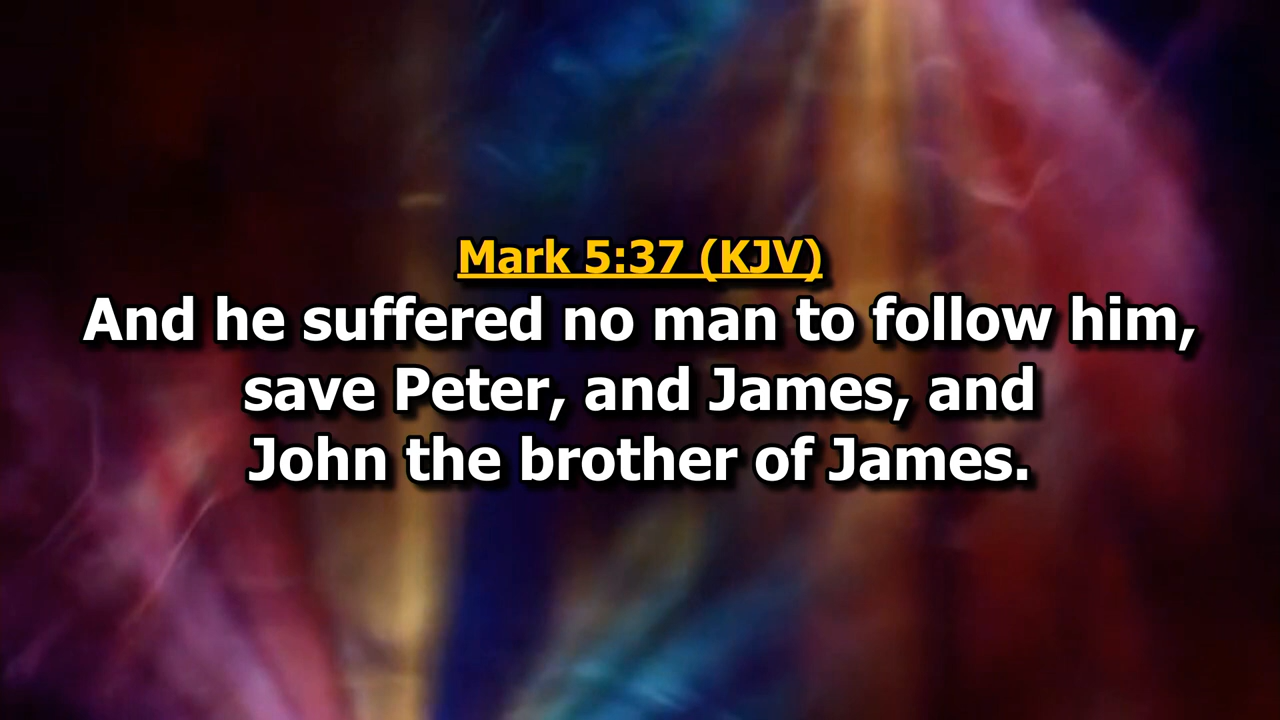 Mark 5:37 (KJV)
And he suffered no man to follow him,
save Peter, and James, and
John the brother of James.